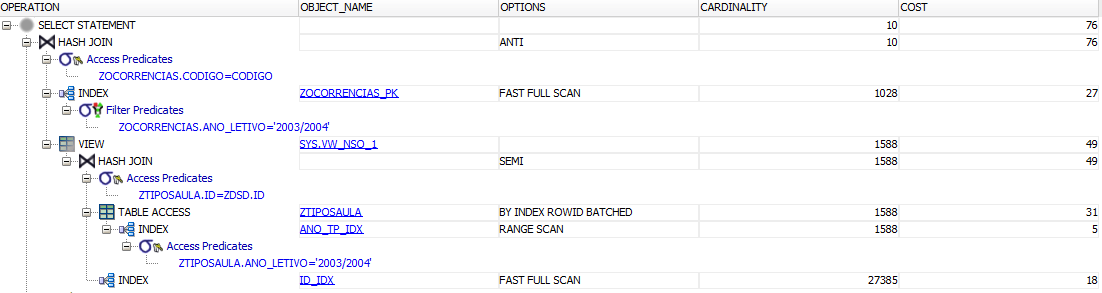 OPERATION OBJECT_NAME OPTIONS CARDINALITY COST
SELECT STATEMENT 10 76
HASH JOIN ANTI 10 76
Access Predicates
ZOCORRENCIAS.CODIGO=CODIGO
INDEX ZOCORRENCIAS_PK FAST FULL SCAN 1028 27
Filter Predicates
ZOCORRENCIAS.ANO_LETIVO='2003/2004'
VIEW SYS.VW_NSO_1 1588 49
HASH JOIN SEMI 1588 49
Access Predicates
ZTIPOSAULA.ID=ZDSD.ID
TABLE ACCESS ZTIPOSAULA BY INDEX ROWID BATCHED 1588 31
INDEX ANO_TP_IDX RANGE SCAN 1588 5
Access Predicates
ZTIPOSAULA.ANO_LETIVO='2003/2004'
INDEX ID_IDX FAST FULL SCAN 27385 18